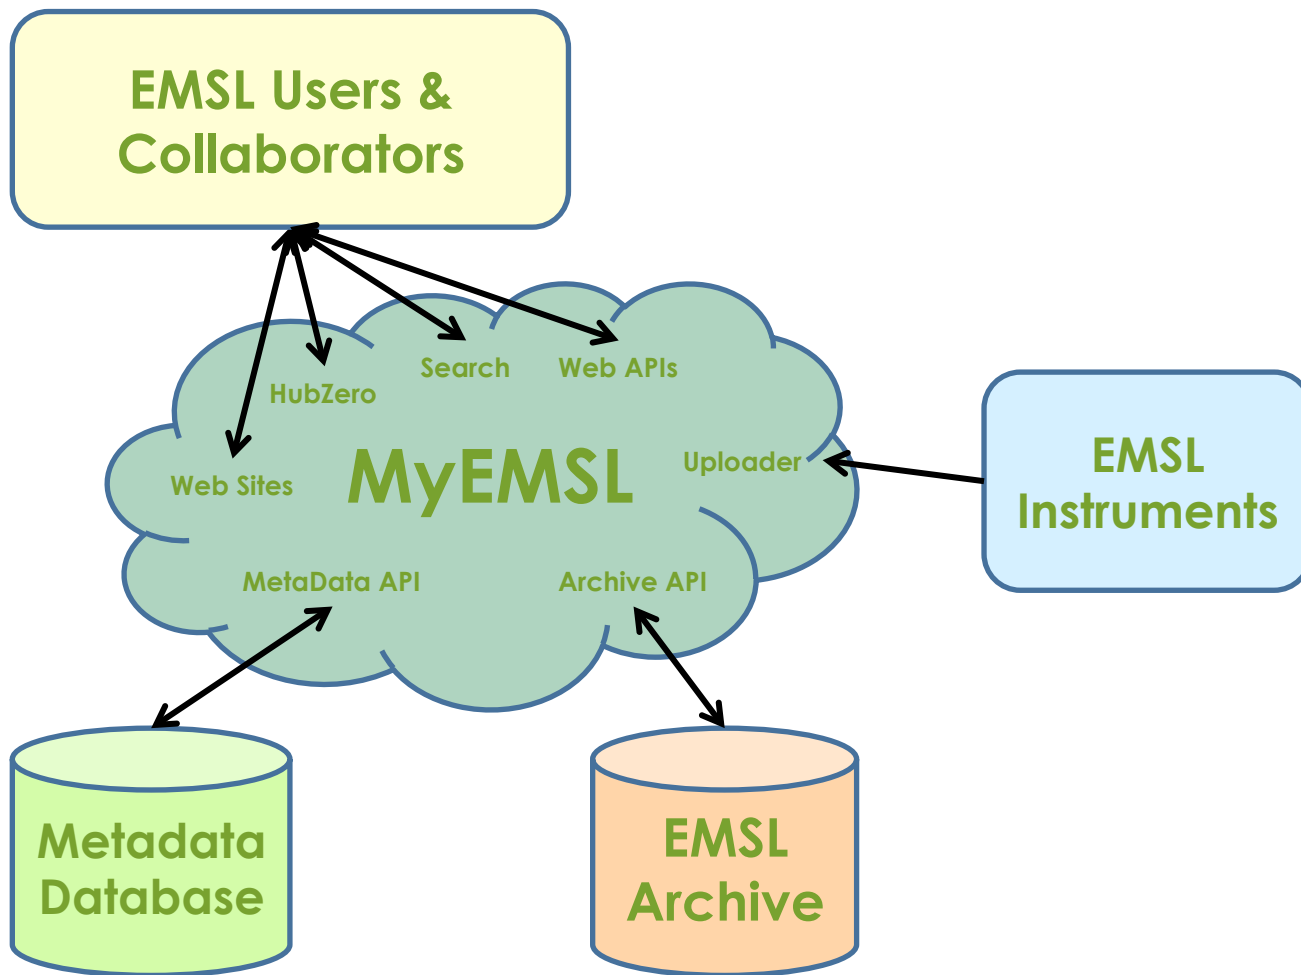 EMSL Users &
Collaborators
Search
Web APIs
HubZero
MyEMSL
Uploader
Web Sites
EMSL
Instruments
MetaData API
Archive API
Metadata
Database
EMSL
Archive